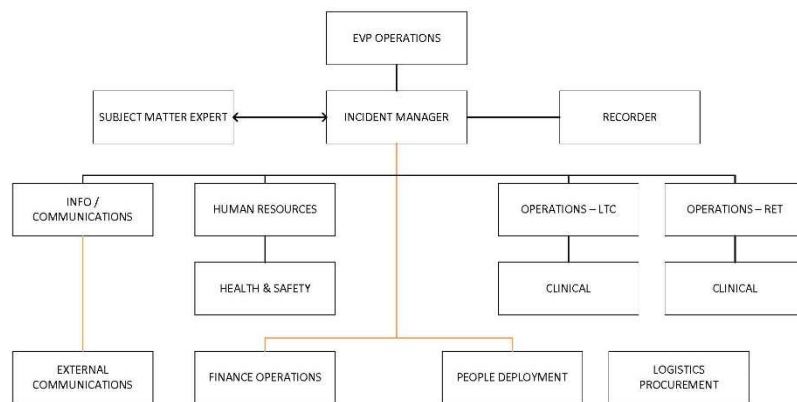 EVP OPERATIONS
SUBJECT MATTER EXPERT
INCIDENT MANAGER
RECORDER
INFO /
COMMUNICATIONS
HUMAN RESOURCES
OPERATIONS – LTC
OPERATIONS – RET
HEALTH & SAFETY
CLINICAL
CLINICAL
EXTERNAL
COMMUNICATIONS
FINANCE OPERATIONS
PEOPLE DEPLOYMENT
LOGISTICS
PROCUREMENT